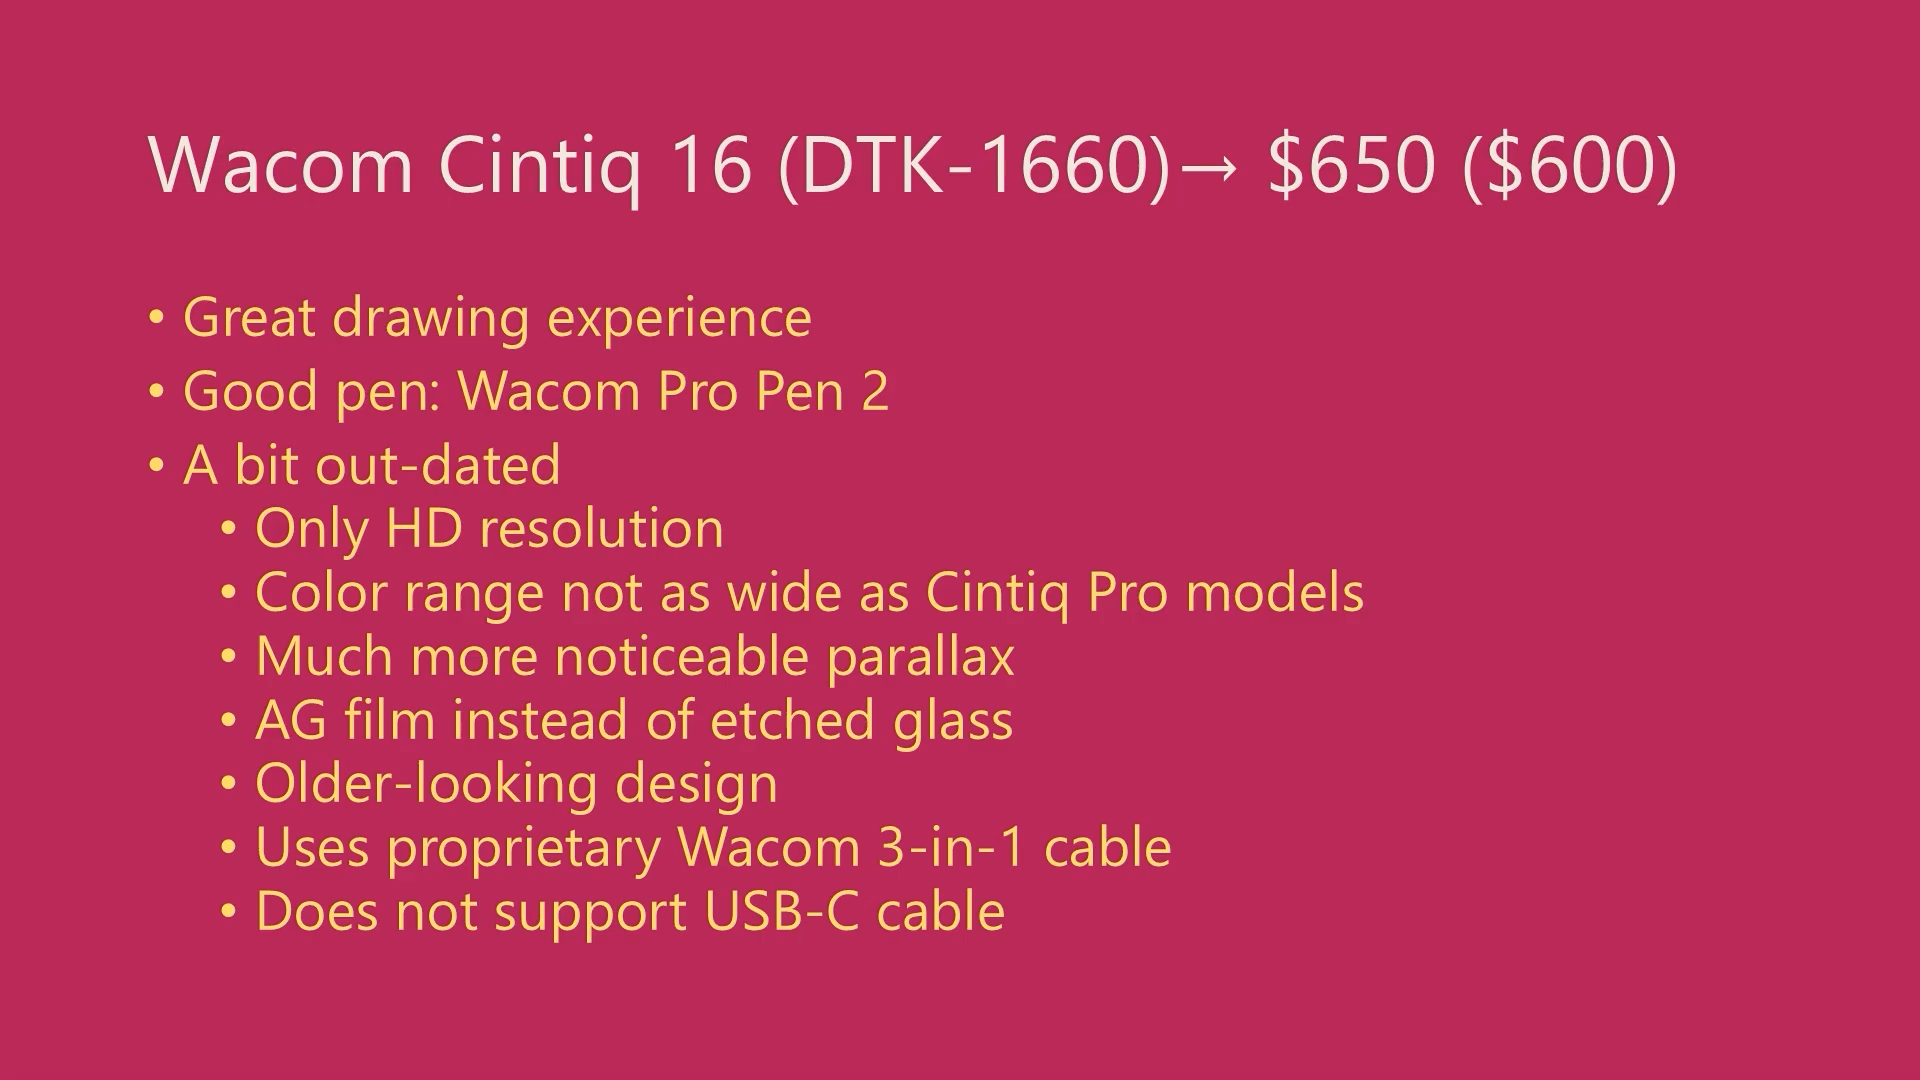 Wacom Cintiq 16 (DTK-1660)→ $650 ($600)
• Great drawing experience
• Good pen: Wacom Pro Pen 2
• A bit out-dated
• Only HD resolution
• Color range not as wide as Cintiq Pro models
• Much more noticeable parallax
• AG film instead of etched glass
• Older-looking design
• Uses proprietary Wacom 3-in-1 cable
• Does not support USB-C cable